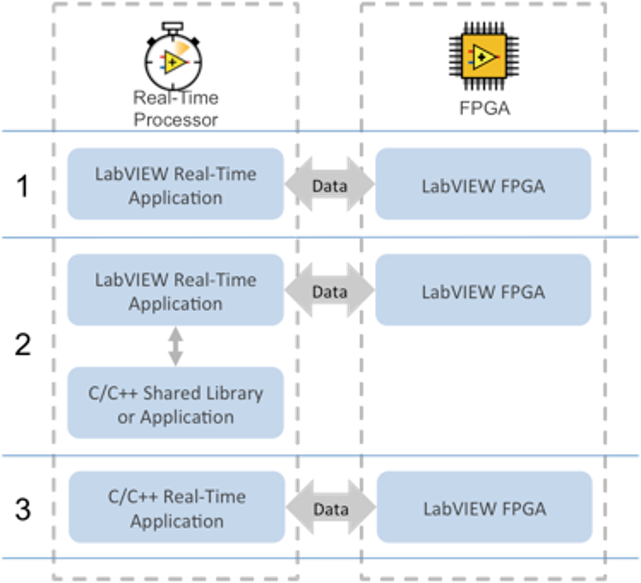 Real-Time
Processor
FPGA
1
LabVIEW Real-Time
Application
Data
LabVIEW FPGA
2
LabVIEW Real-Time
Application
Data
LabVIEW FPGA
C/C++ Shared Library
or Application
3
C/C++ Real-Time
Application
Data
LabVIEW FPGA